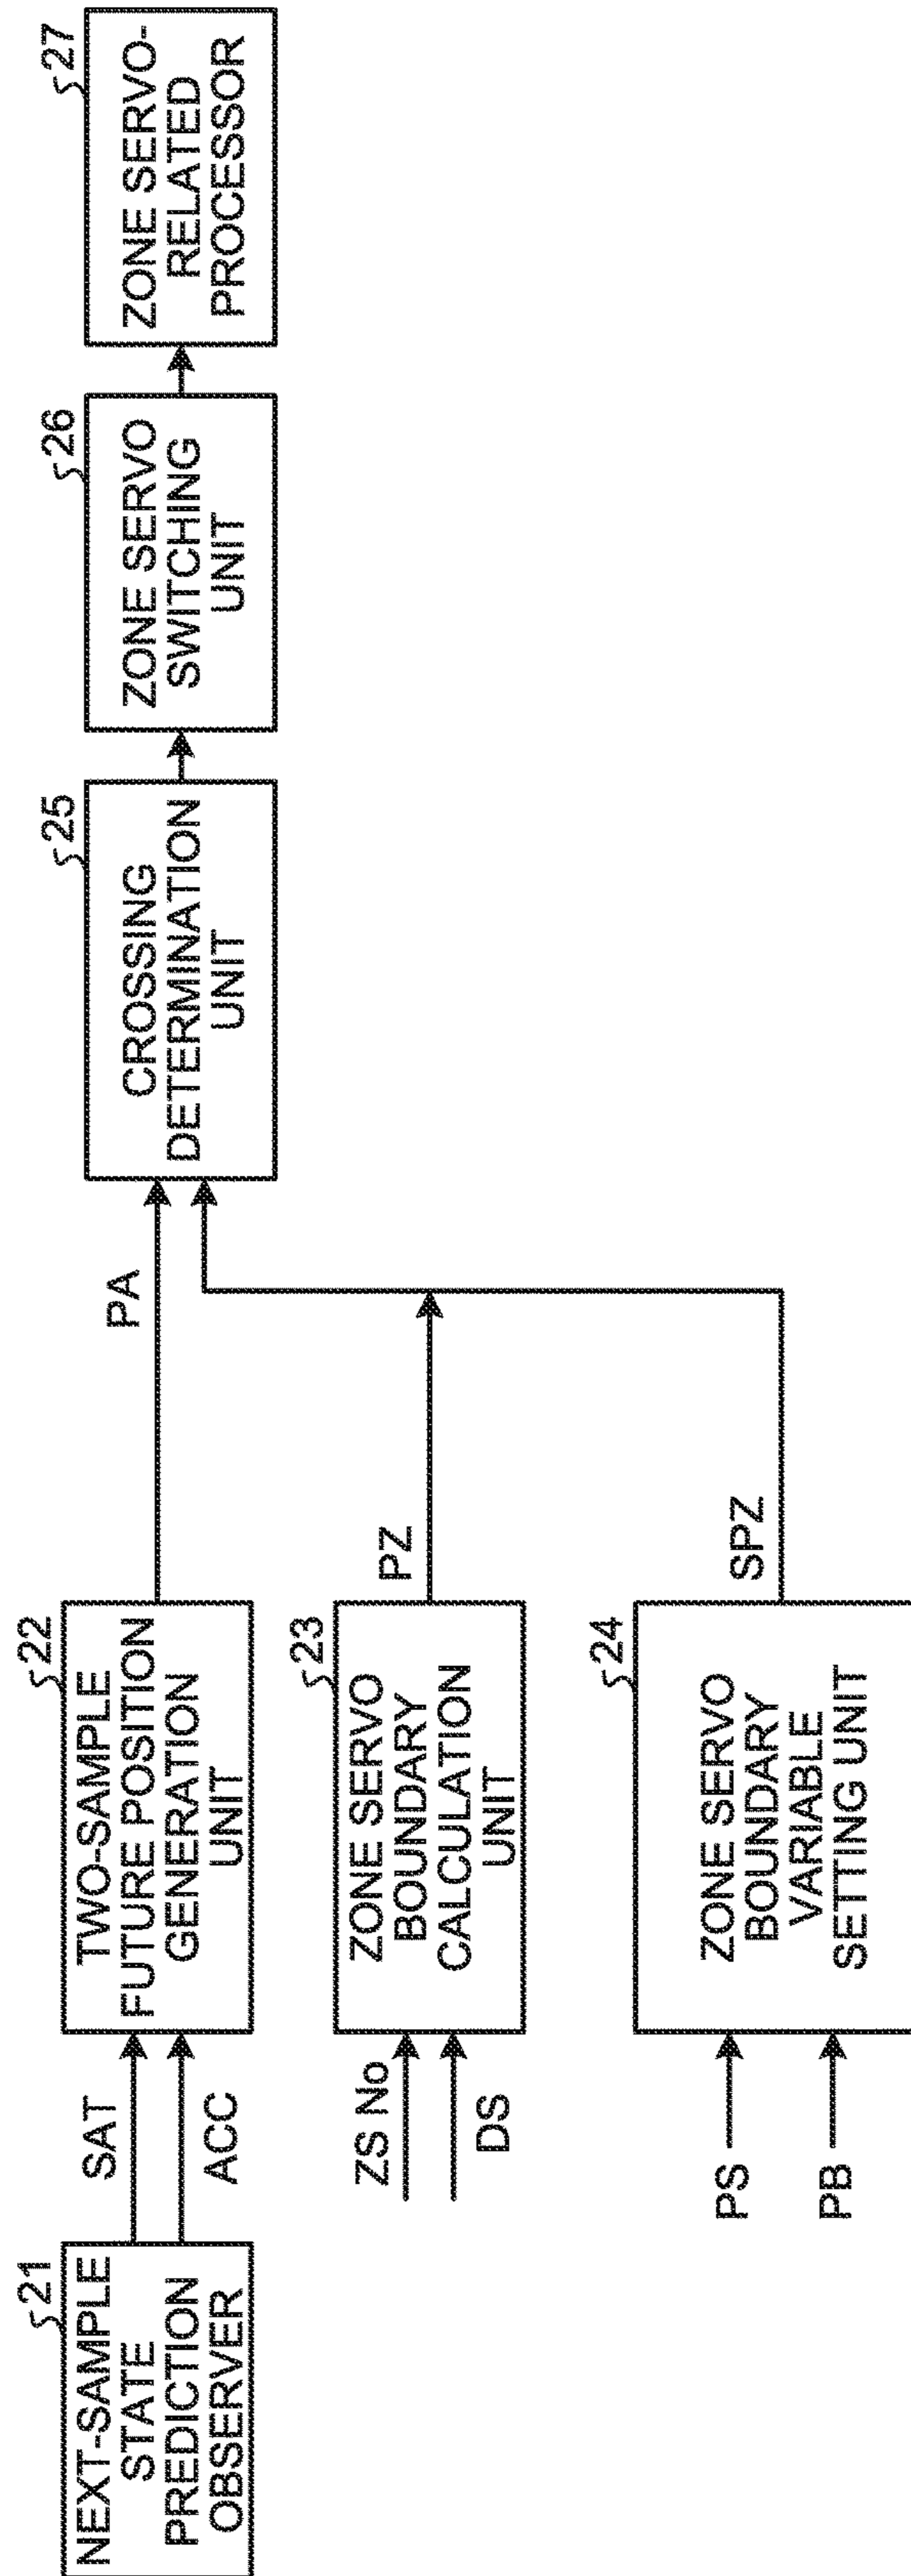 21
NEXT-SAMPLE
STATE
PREDICTION
OBSERVER
SAT
ACC
22
TWO-SAMPLE
FUTURE POSITION
GENERATION
UNIT
PA
ZS No
DS
23
ZONE SERVO
BOUNDARY
CALCULATION
UNIT
PZ
PS
PB
24
ZONE SERVO
BOUNDARY
VARIABLE
SETTING UNIT
SPZ
25
CROSSING
DETERMINATION
UNIT
26
ZONE SERVO
SWITCHING
UNIT
27
ZONE SERVO-
RELATED
PROCESSOR